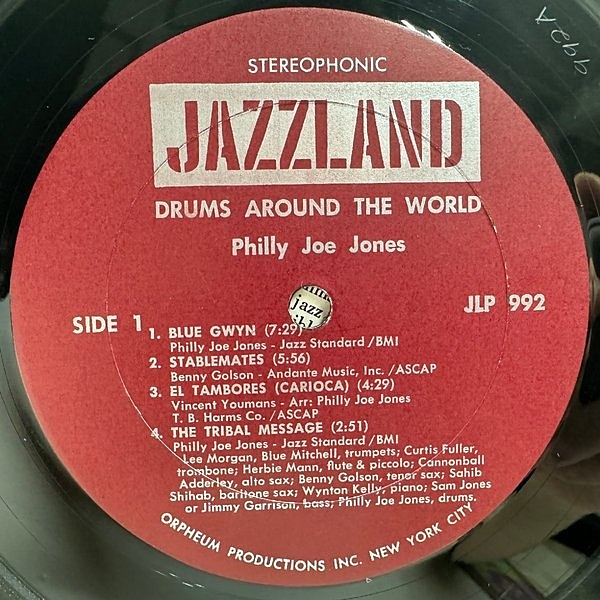 992A
STEREOPHONIC
JAZZLAND
DRUMS AROUND THE WORLD
Philly Joe Jones
jazz
JLP 992
SIDE 1
1. BLUE GWYN (7:29)
Philly Joe Jones - Jazz Standard /BMI
2. STABLEMATES (5:56)
Benny Golson - Andante Music, Inc. /ASCAP
3. EL TAMBORES (CARIOCA) (4:29)
Vincent Youmans - Arr: Philly Joe Jones
T. B. Harms Co. /ASCAP
4. THE TRIBAL MESSAGE (2:51)
Philly Joe Jones - Jazz Standard /BMI
Lee Morgan, Blue Mitchell, trumpets; Curtis Fuller,
trombone; Herbie Mann, flute & piccolo; Cannonball
Adderley, alto sax; Benny Golson, tenor sax; Sahib
Shihab, baritone sax; Wynton Kelly, piano; Sam Jones
or Jimmy Garrison, bass; Philly Joe Jones, drums.
ORPHEUM PRODUCTIONS INC. NEW YORK CITY